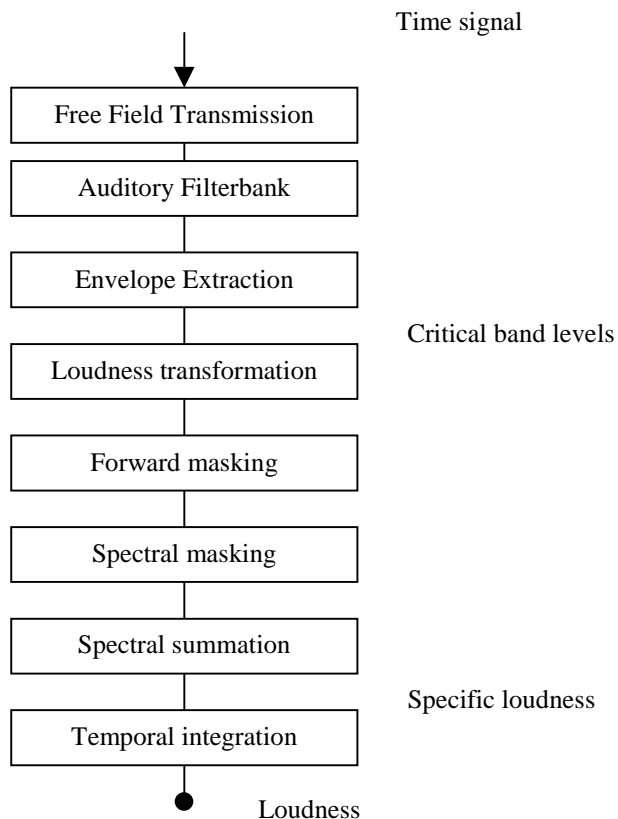 Time signal
Free Field Transmission
Auditory Filterbank
Envelope Extraction
Critical band levels
Loudness transformation
Forward masking
Spectral masking
Spectral summation
Specific loudness
Temporal integration
Loudness